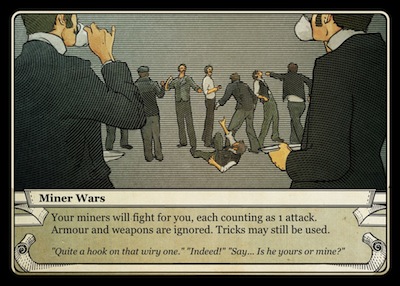 Miner Wars
Your miners will fight for you, each counting as 1 attack.
Armour and weapons are ignored. Tricks may still be used.
"Quite a hook on that wiry one." "Indeed!" "Say... Is he yours or mine?"